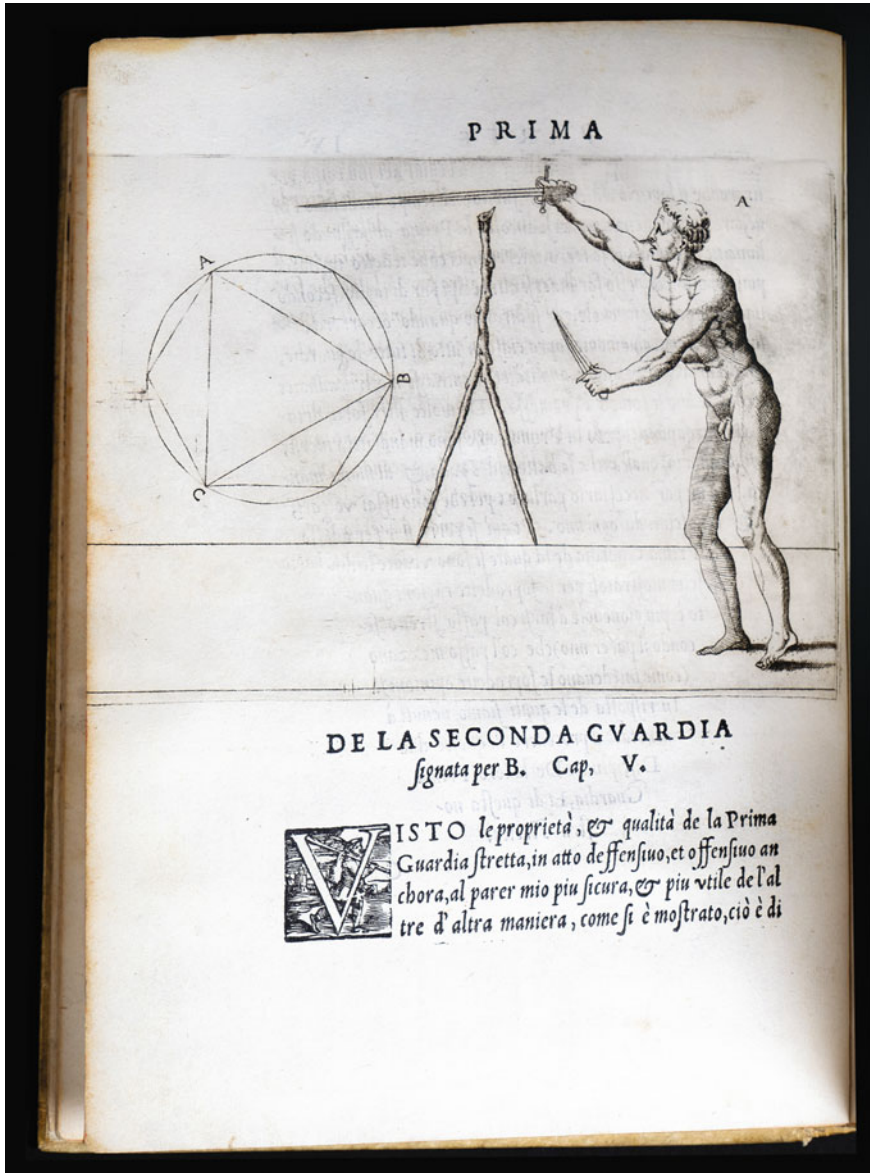 PRIMA
A
A
B
C
DE LA SECONDA GVARDIA
ſignata per B. Cap, V.
VISTO le proprietà, & qualità de la Prima
Guardia ſtretta,in atto deffenſiuo,et offenſiuo an
chora,al parer mio piu ſicura,& piu vtile de l'al
tre d'altra maniera, come ſi è moſtrato,ciò è di